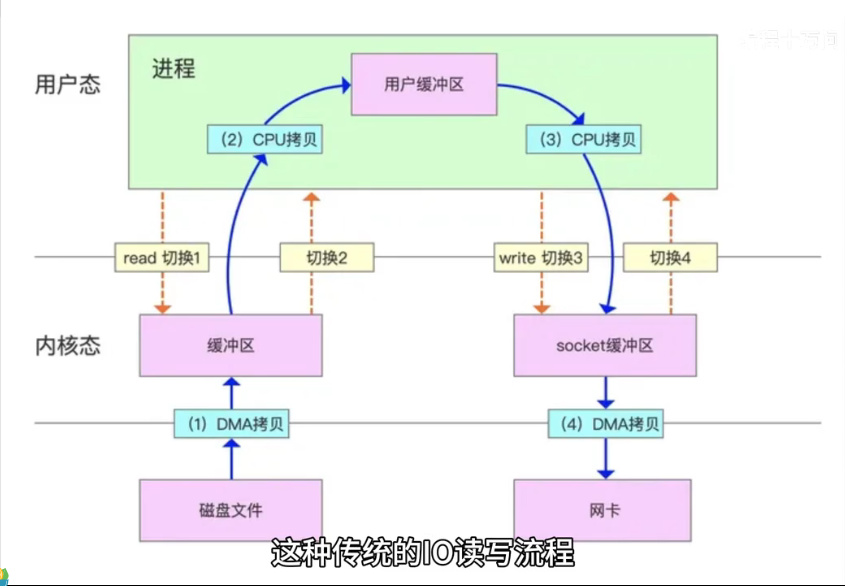 用户态
进程
用户缓冲区
（2）CPU拷贝
（3）CPU拷贝
read 切换1
切换2
write 切换3
切换4
内核态
缓冲区
socket缓冲区
（1）DMA拷贝
（4）DMA拷贝
磁盘文件
网卡
这种传统的IO读写流程